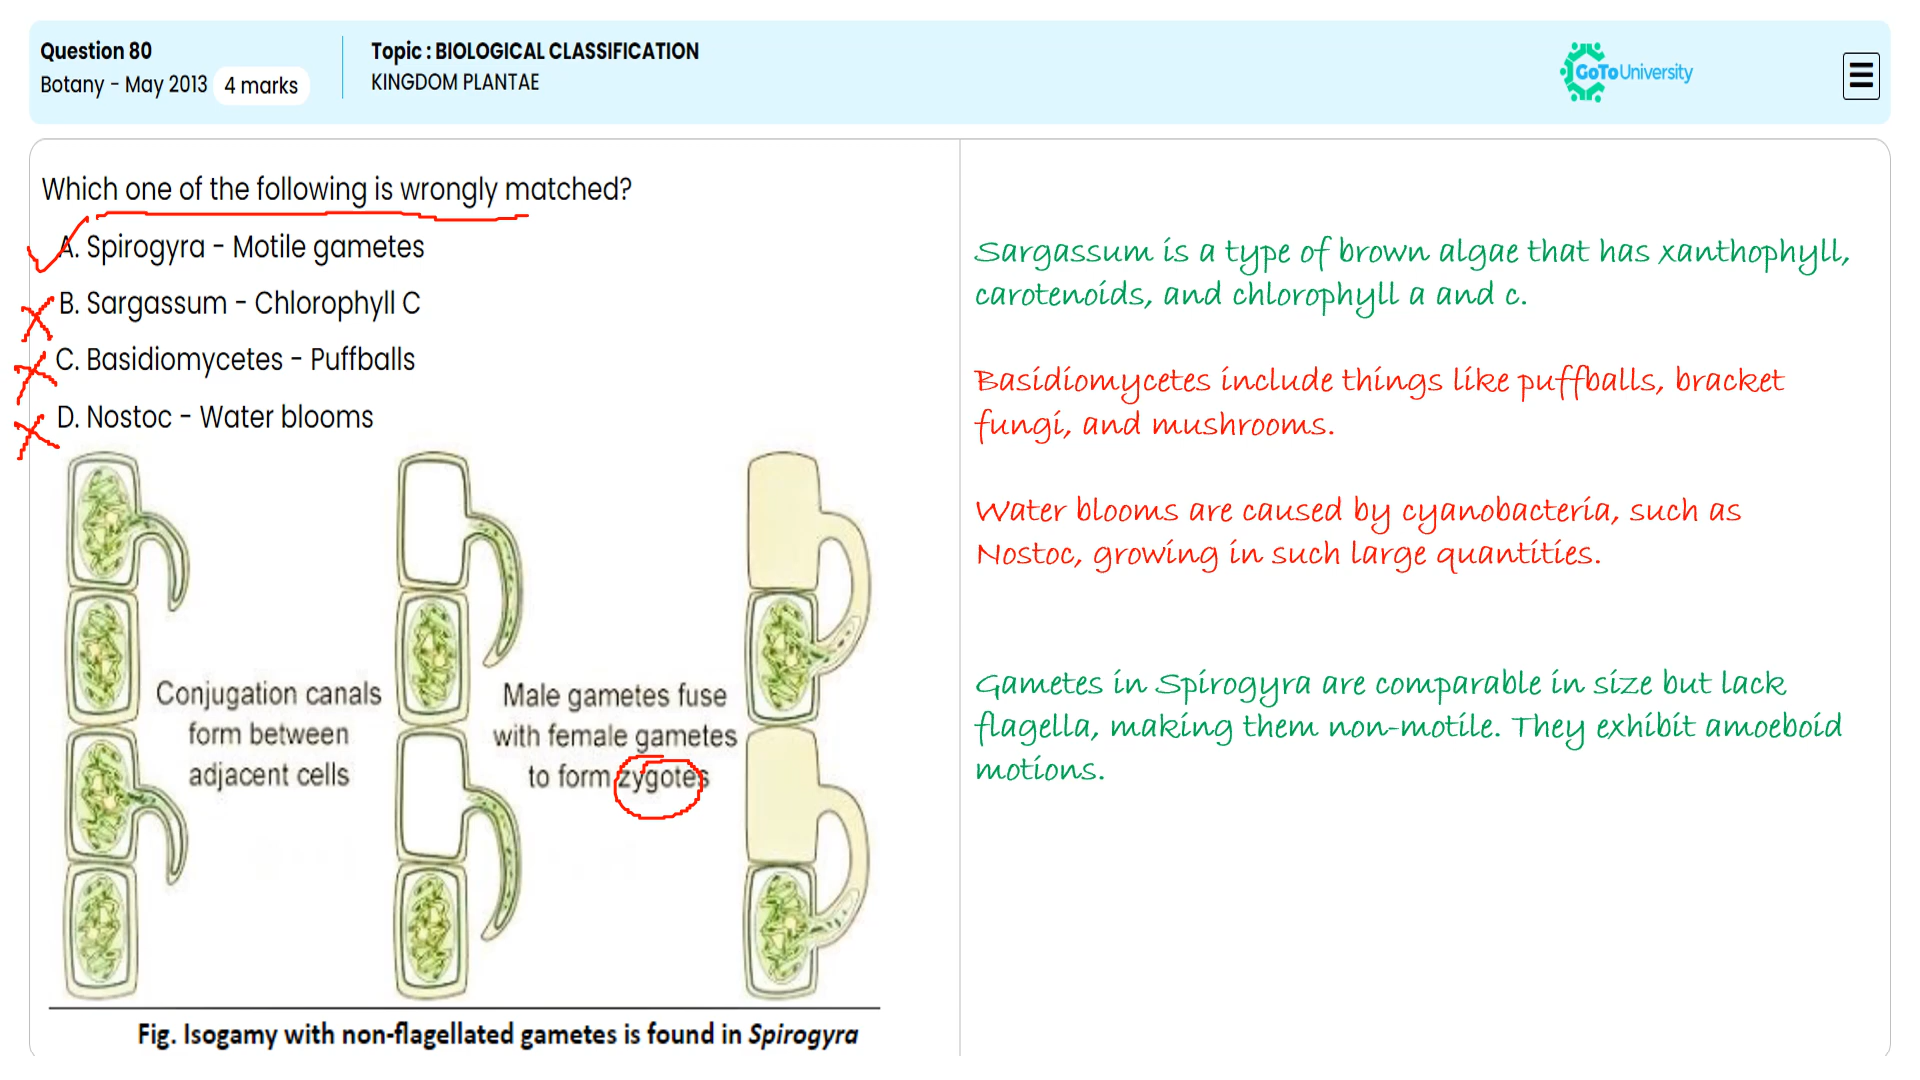 Question 80
Botany - May 2013 4 marks
Topic : BIOLOGICAL CLASSIFICATION
KINGDOM PLANTAE
GoToUniversity
Which one of the following is wrongly matched?
A. Spirogyra - Motile gametes
B. Sargassum - Chlorophyll C
C. Basidiomycetes - Puffballs
D. Nostoc - Water blooms
Conjugation canals
form between
adjacent cells
Male gametes fuse
with female gametes
to form zygotes
Fig. Isogamy with non-flagellated gametes is found in Spirogyra
Sargassum is a type of brown algae that has xanthophyll,
carotenoids, and chlorophyll a and c.
Basidiomycetes include things like puffballs, bracket
fungi, and mushrooms.
Water blooms are caused by cyanobacteria, such as
Nostoc, growing in such large quantities.
Gametes in Spirogyra are comparable in size but lack
flagella, making them non-motile. They exhibit amoeboid
motions.